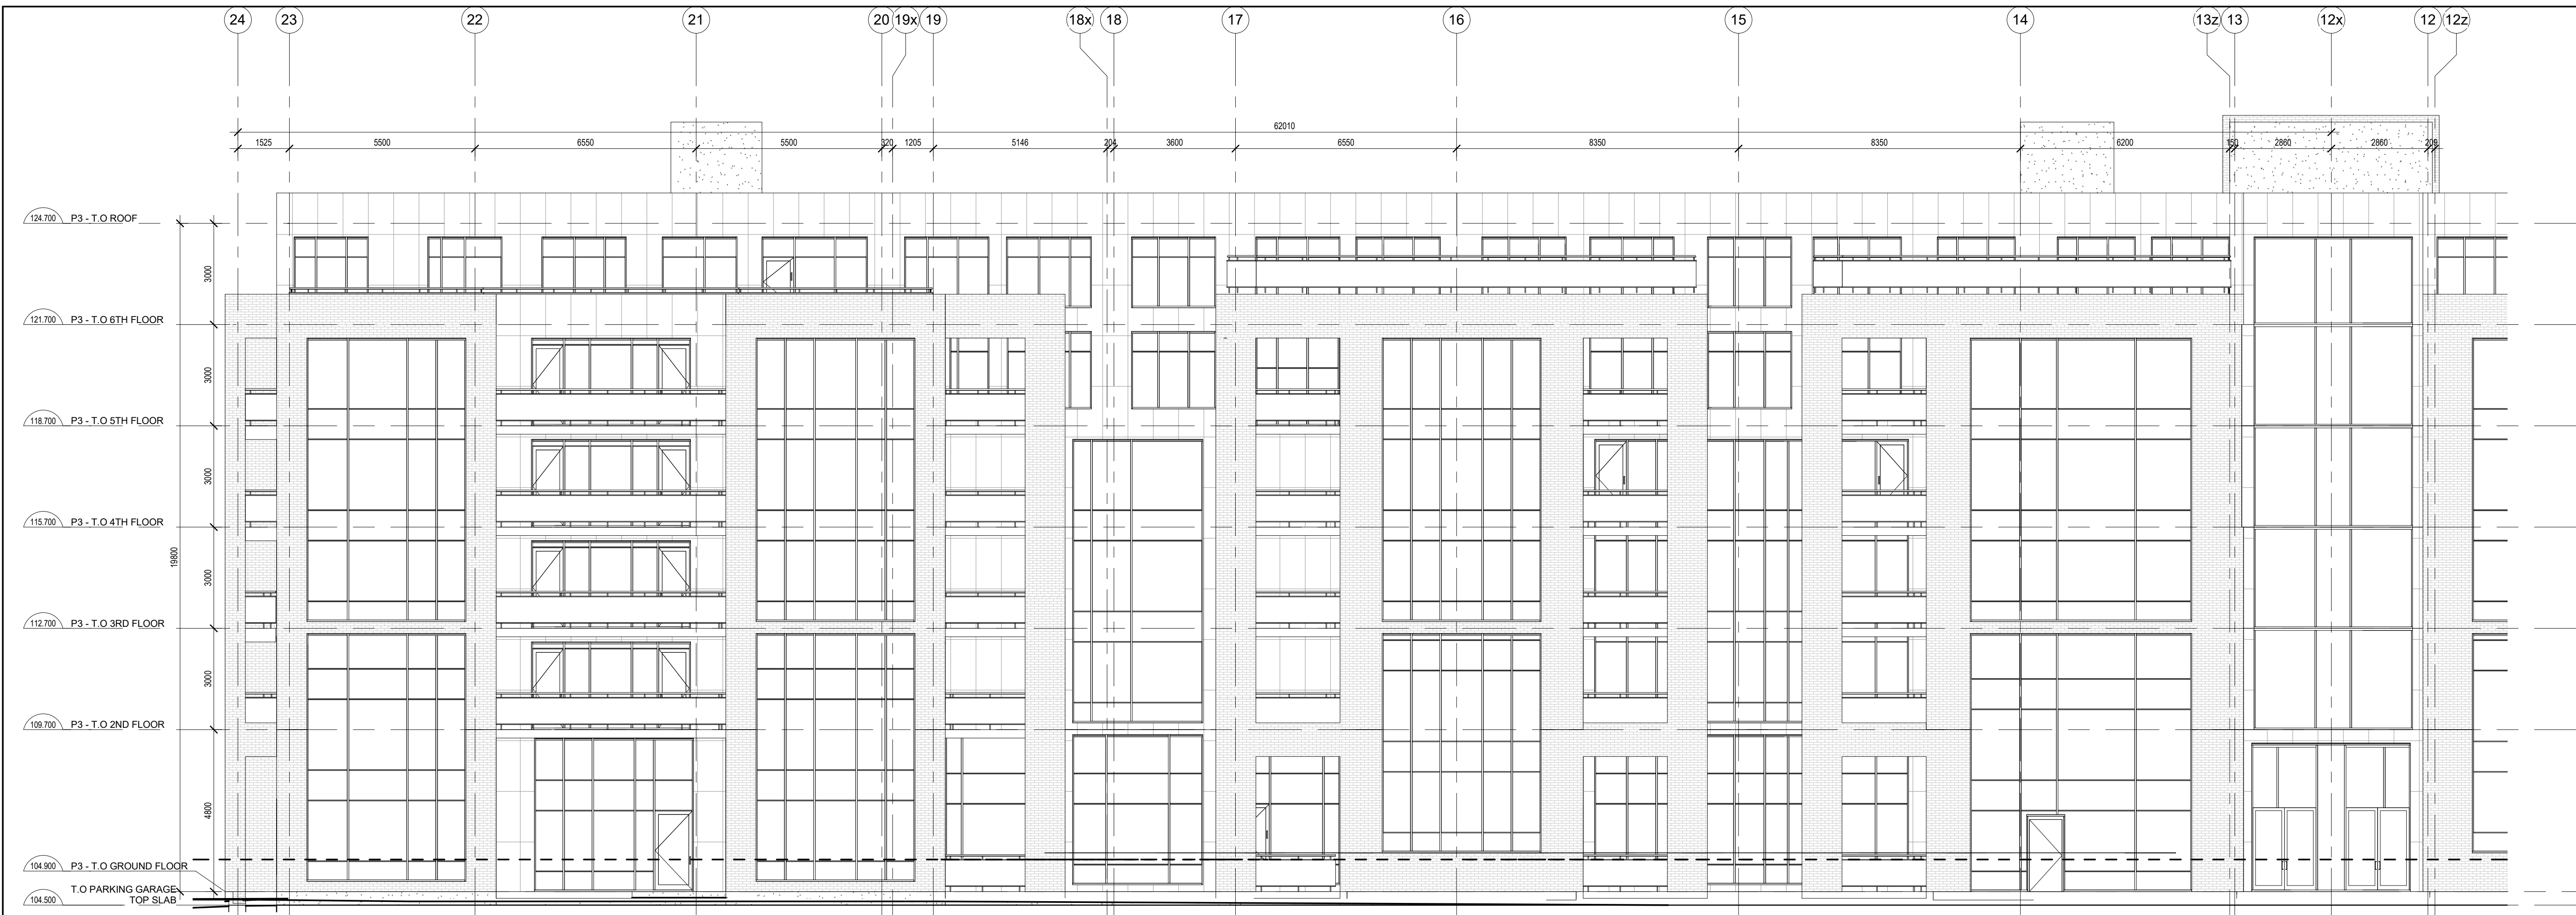 24 23 22 21 20 19x 19 18x 18 17 16 15 14 13z 13 12x 12 12z
62010
1525 5500 6550 5500 320 1205 5146 204 3600 6550 8350 8350 6200 150 2860 2860 209
124.700 P3 - T.O ROOF
3000
121.700 P3 - T.O 6TH FLOOR
3000
118.700 P3 - T.O 5TH FLOOR
3000
115.700 P3 - T.O 4TH FLOOR
19800
3000
112.700 P3 - T.O 3RD FLOOR
3000
109.700 P3 - T.O 2ND FLOOR
4800
104.900 P3 - T.O GROUND FLOOR
T.O PARKING GARAGE
104.500 TOP SLAB